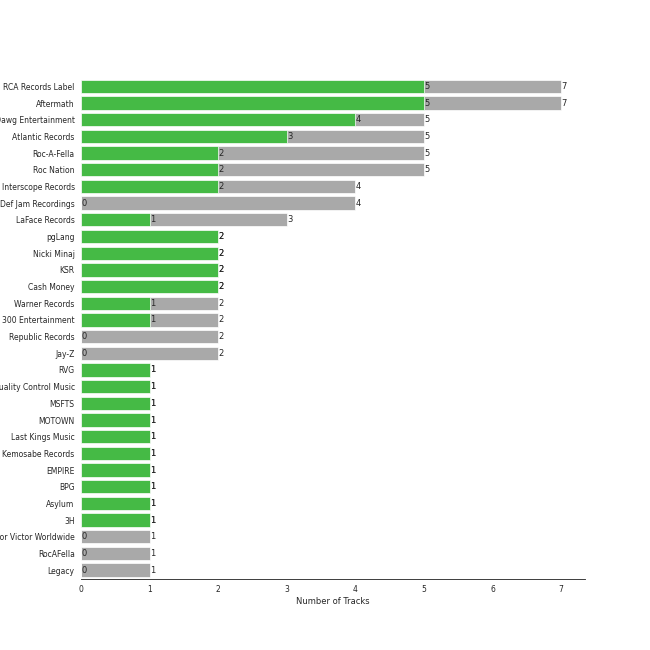 RCA Records Label 5 7
Aftermath 5 7
Dawg Entertainment 4 5
Atlantic Records 3 5
Roc-A-Fella 2 5
Roc Nation 2 5
Interscope Records 2 4
Def Jam Recordings 0 4
LaFace Records 1 3
pgLang 2
Nicki Minaj 2
KSR 2
Cash Money 2
Warner Records 1 2
300 Entertainment 1 2
Republic Records 0 2
Jay-Z 0 2
RVG 1
uality Control Music 1
MSFTS 1
MOTOWN 1
Last Kings Music 1
Kemosabe Records 1
EMPIRE 1
BPG 1
Asylum 1
3H 1
or Victor Worldwide 0 1
RocAFella 0 1
Legacy 0 1
0 1 2 3 4 5 6 7
Number of Tracks